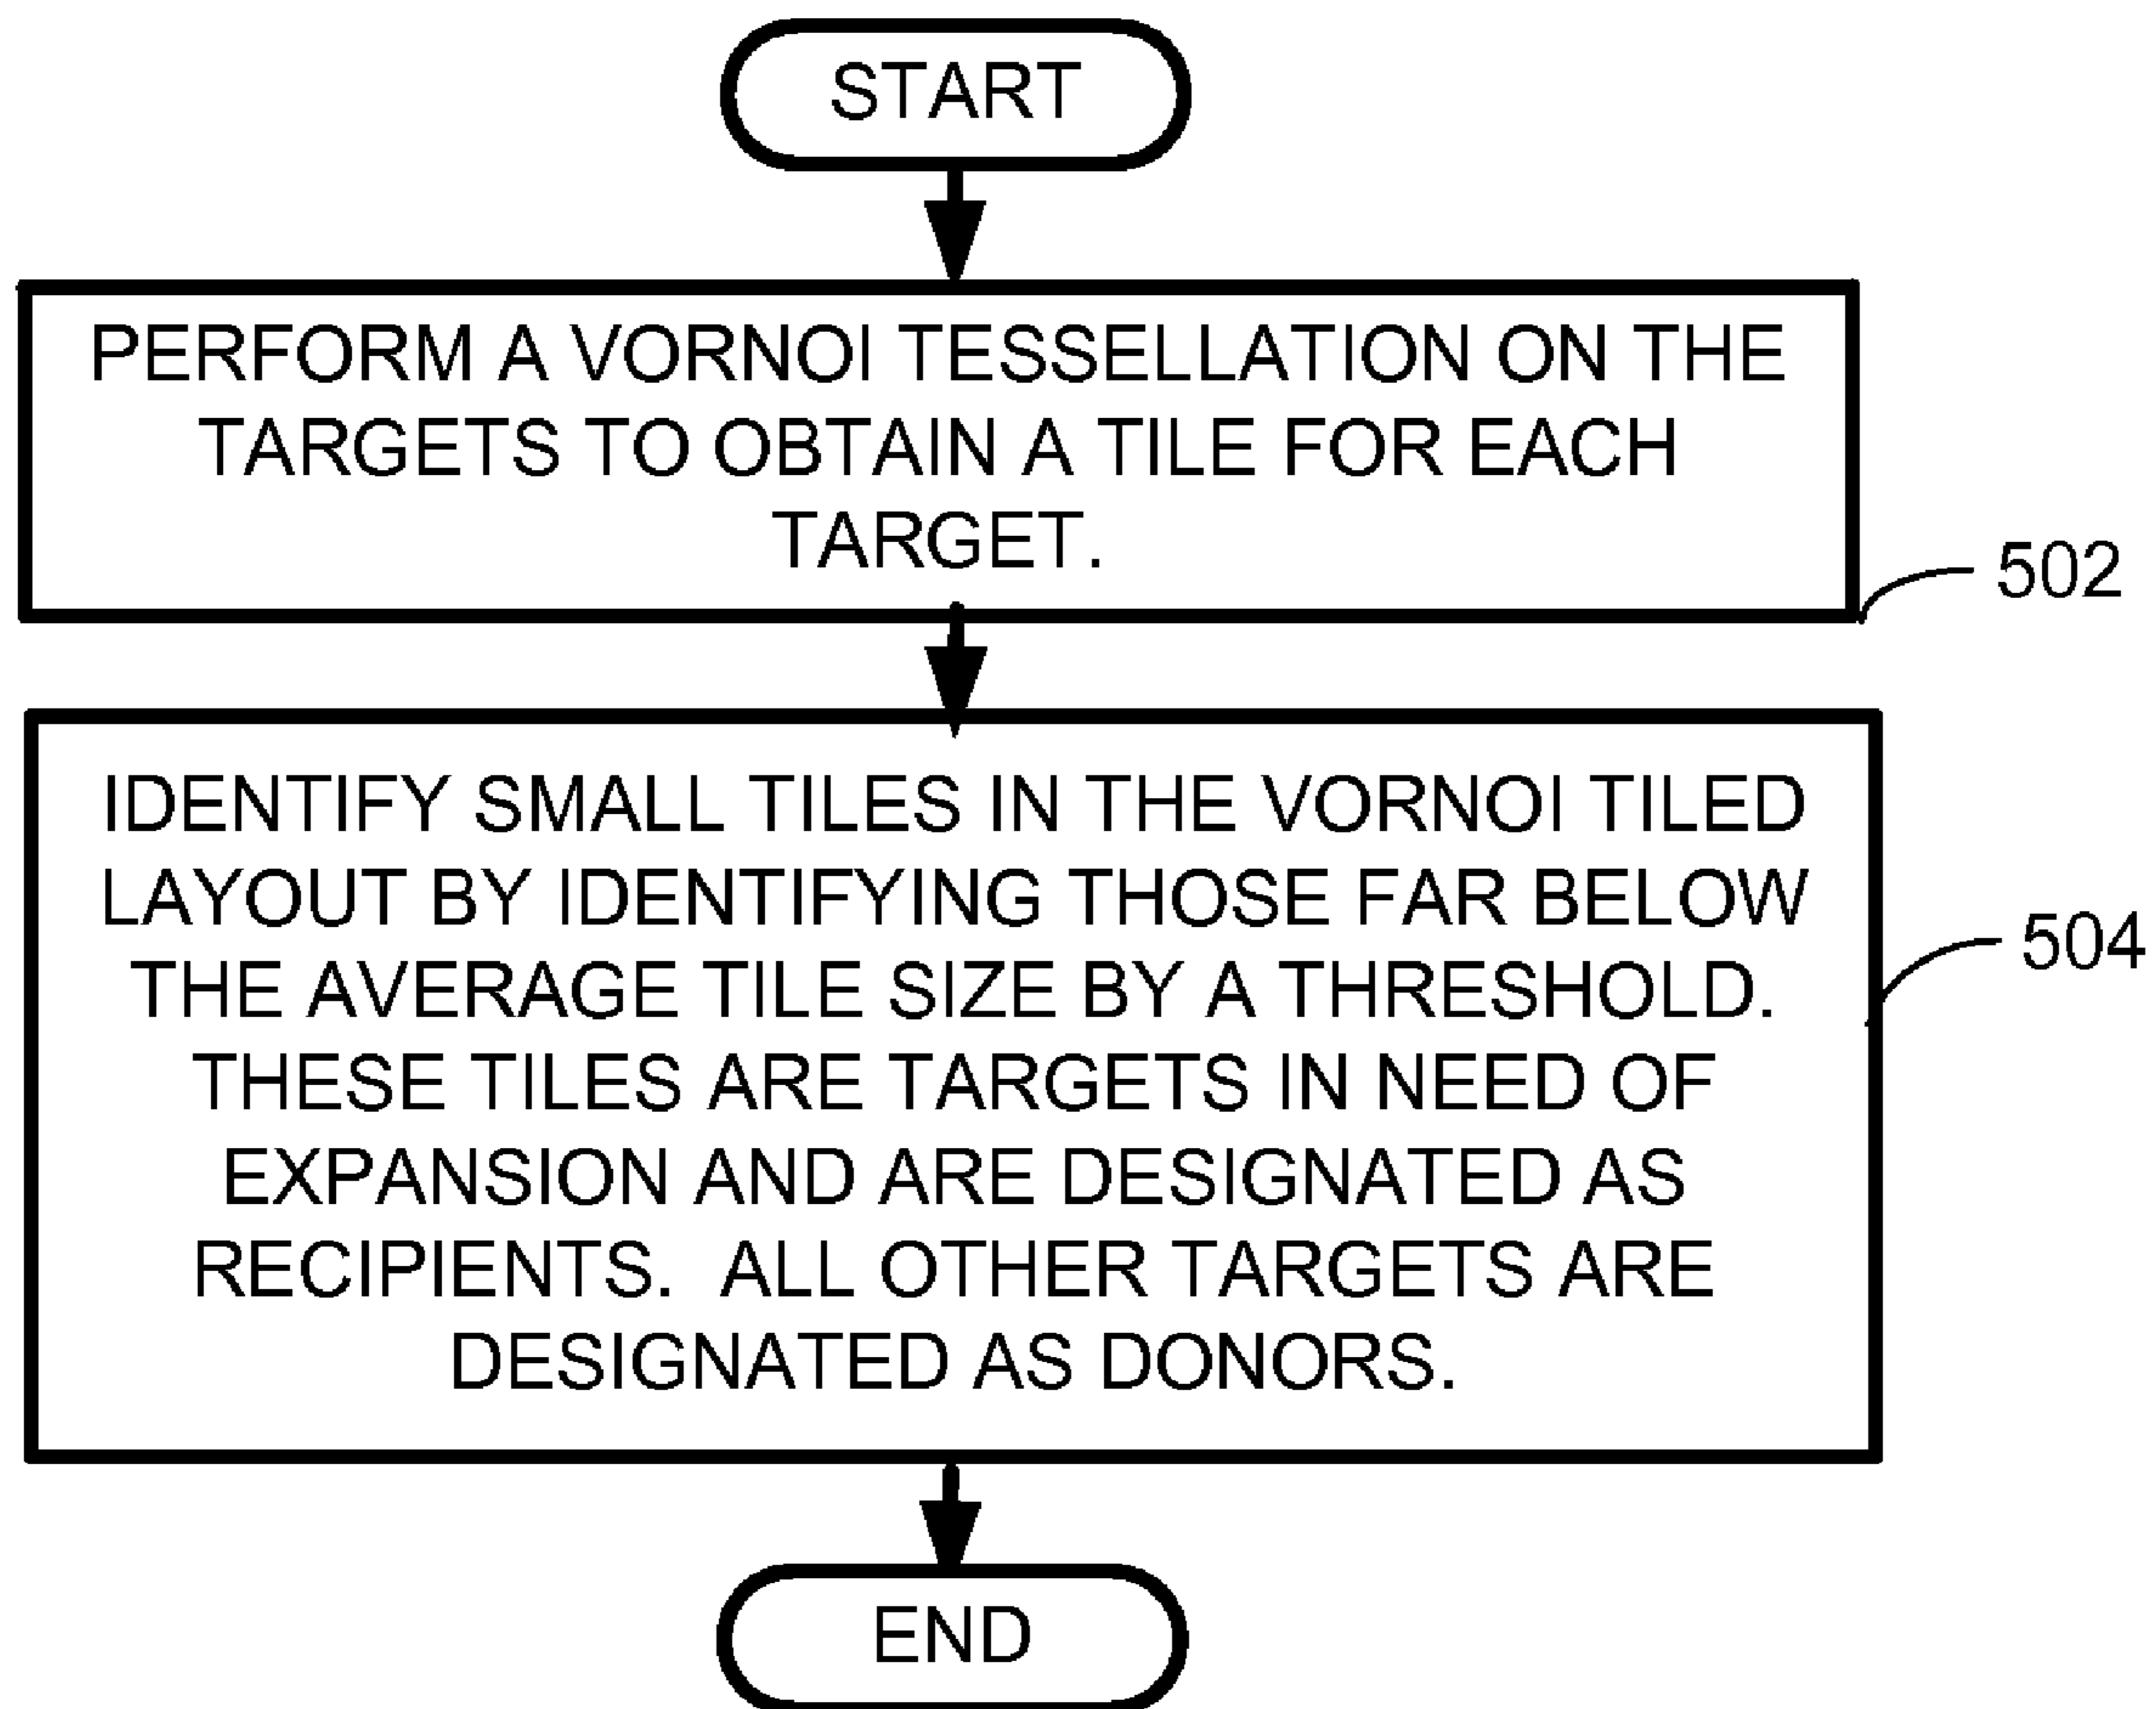 START
PERFORM A VORNOI TESSELLATION ON THE
TARGETS TO OBTAIN A TILE FOR EACH
TARGET.
502
IDENTIFY SMALL TILES IN THE VORNOI TILED
LAYOUT BY IDENTIFYING THOSE FAR BELOW
THE AVERAGE TILE SIZE BY A THRESHOLD.
THESE TILES ARE TARGETS IN NEED OF
EXPANSION AND ARE DESIGNATED AS
RECIPIENTS.  ALL OTHER TARGETS ARE
DESIGNATED AS DONORS.
504
END